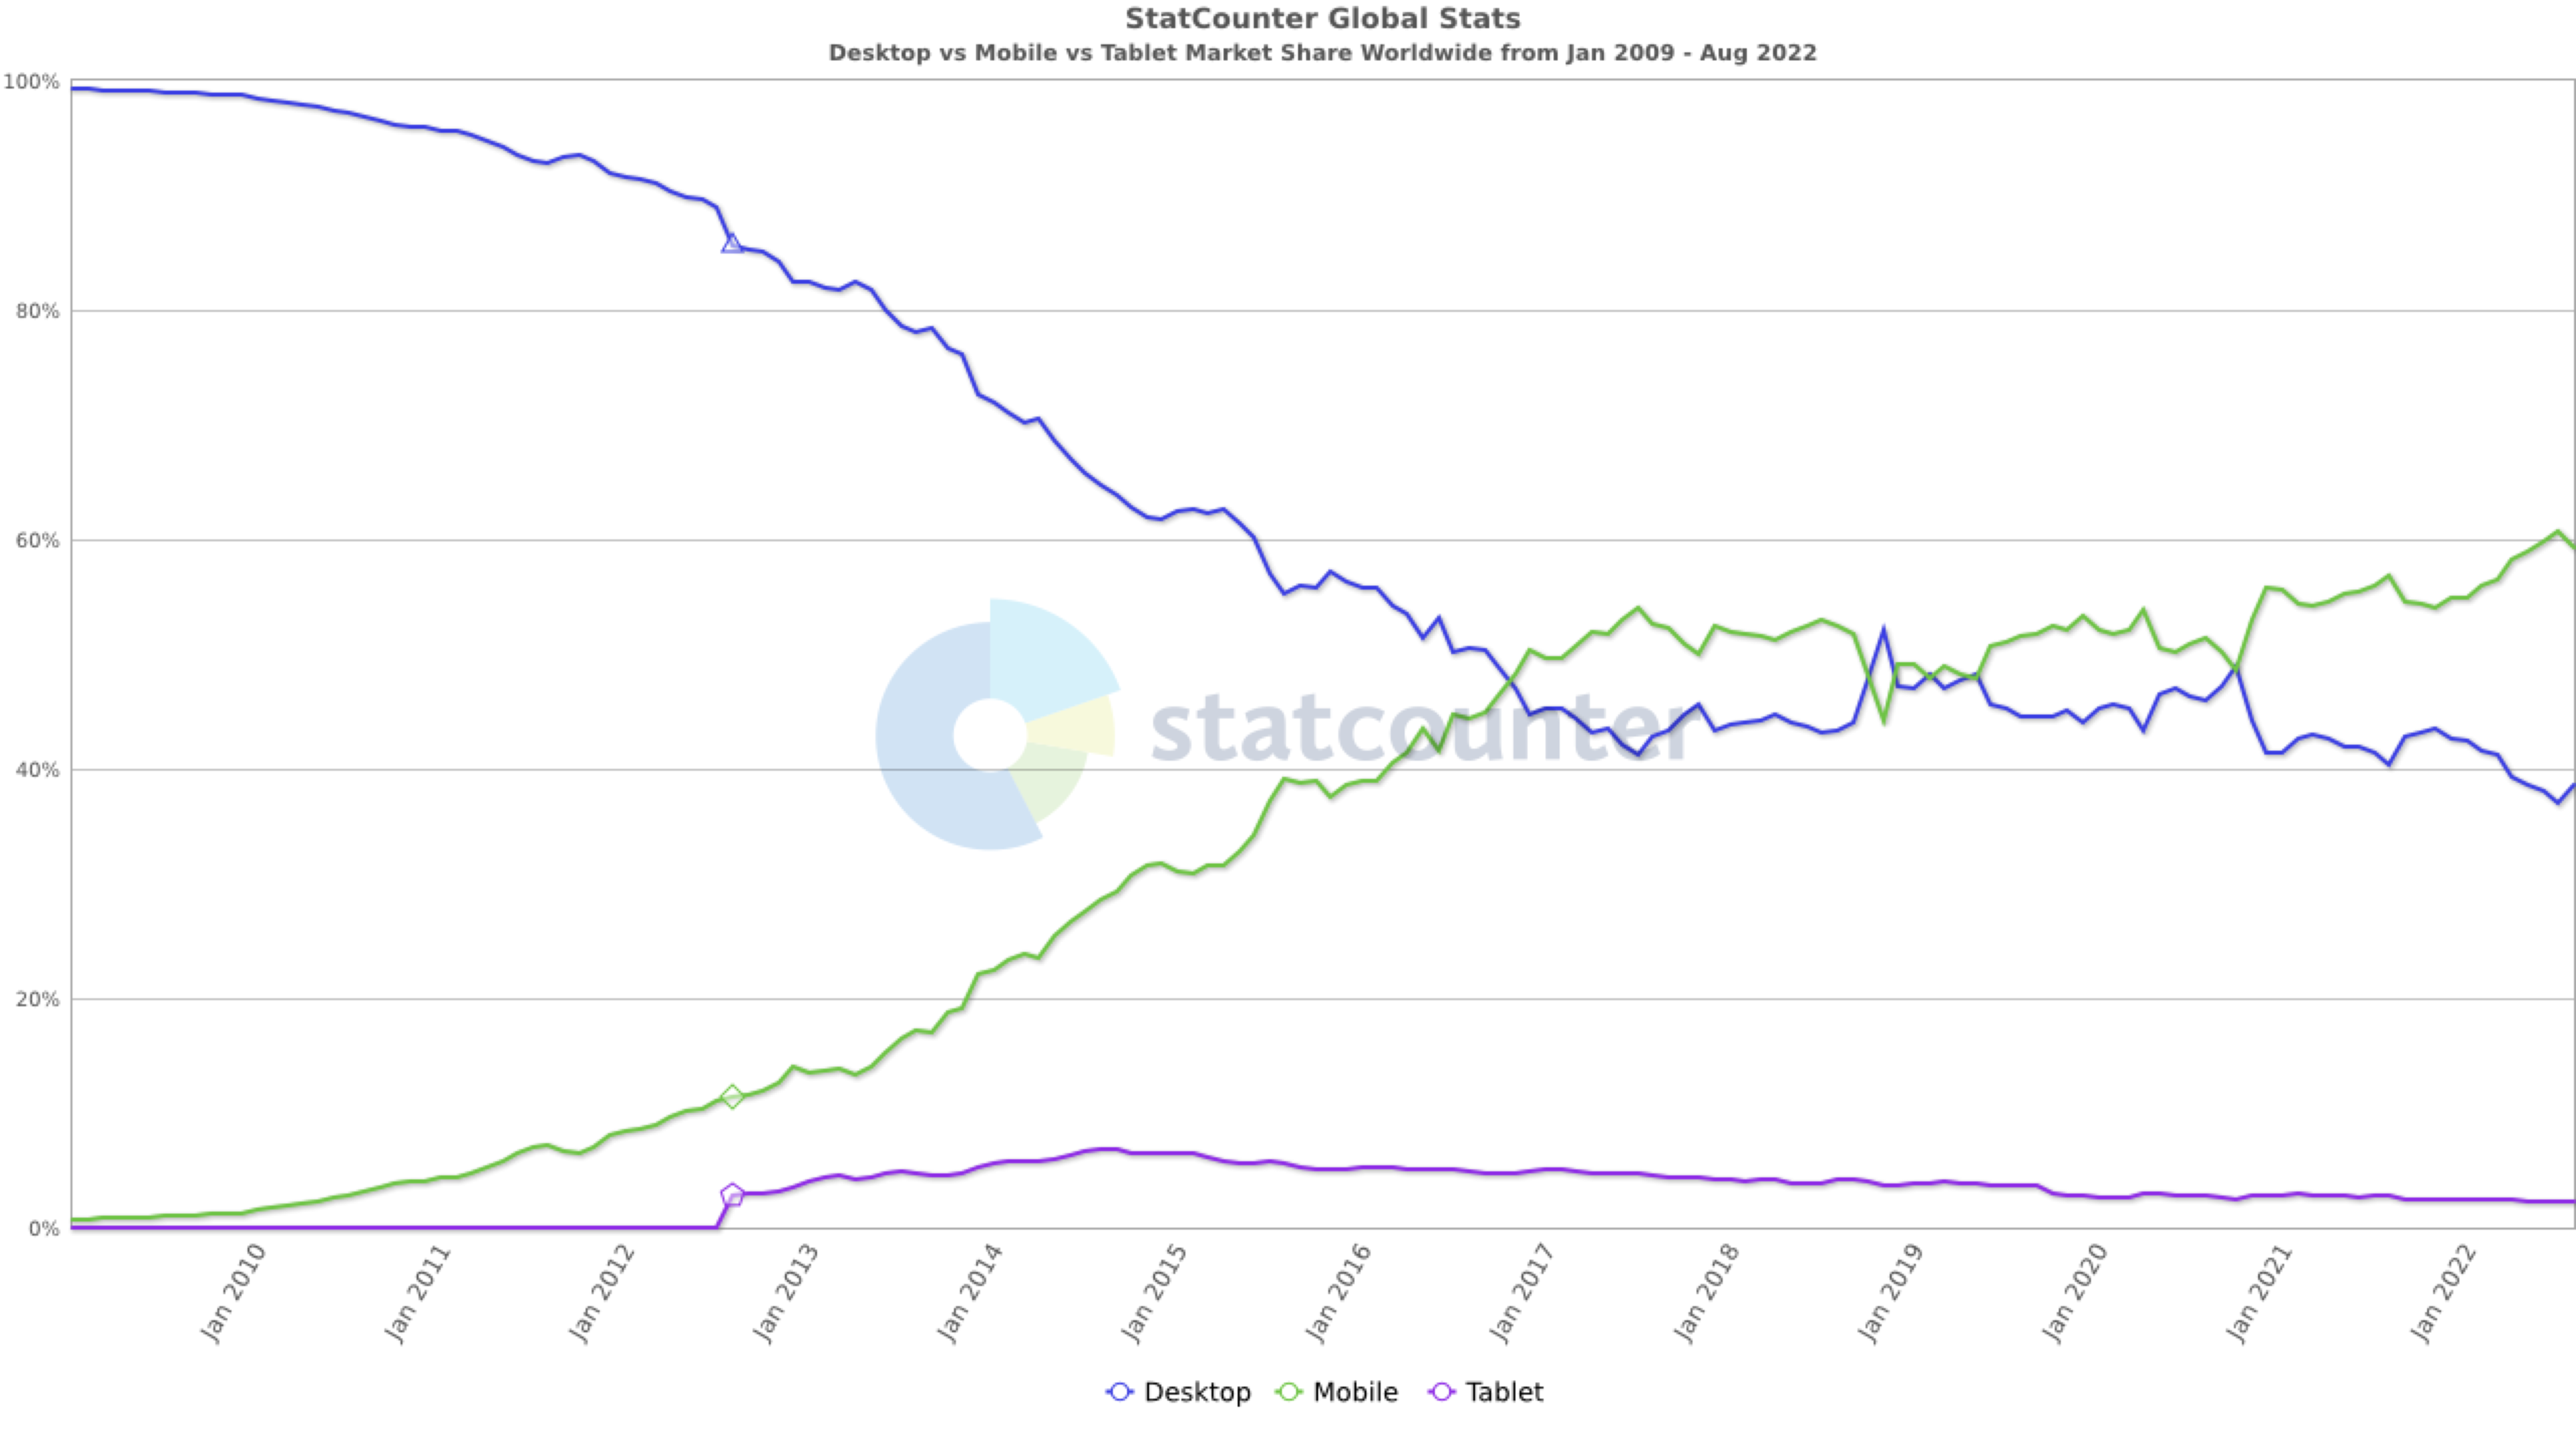 StatCounter Global Stats
Desktop vs Mobile vs Tablet Market Share Worldwide from Jan 2009 - Aug 2022
100%
80%
60%
statcounter
40%
20%
0%
Jan 2010 Jan 2011 Jan 2012 Jan 2013 Jan 2014 Jan 2015 Jan 2016 Jan 2017 Jan 2018 Jan 2019 Jan 2020 Jan 2021 Jan 2022
Desktop Mobile Tablet